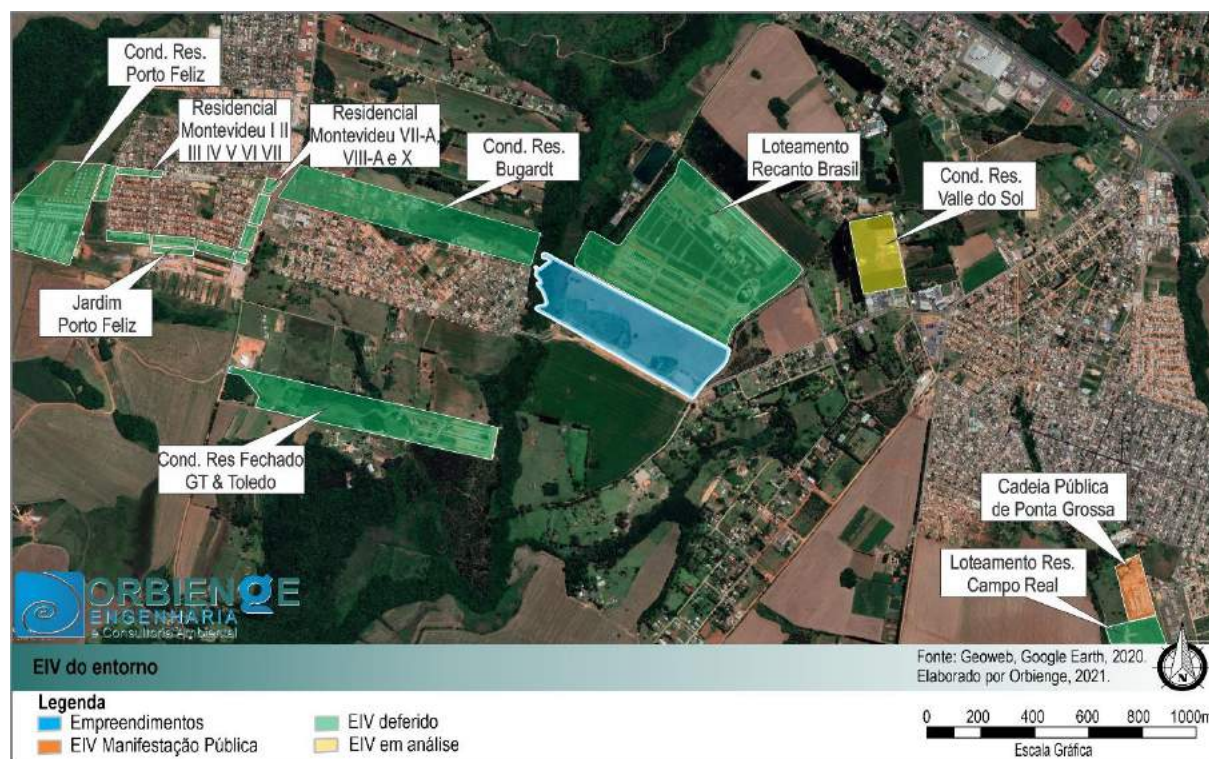 Cond. Res.
Porto Feliz
Residencial
Montevideu I II
III IV V VI VII
Residencial
Montevideu VII-A,
VIII-A e X
Cond. Res.
Bugardt
Loteamento
Recanto Brasil
Cond. Res.
Valle do Sol
Jardim
Porto Feliz
Cond. Res Fechado
GT & Toledo
Cadeia Pública
de Ponta Grossa
Loteamento Res.
Campo Real
ORBIENGE
ENGENHARIA
e Consultoria Ambiental
EIV do entorno
Fonte: Geoweb, Google Earth, 2020.
Elaborado por Orbienge, 2021.
N
Legenda
Empreendimentos
EIV deferido
EIV Manifestação Pública
EIV em análise
0 200 400 600 800 1000m
Escala Gráfica